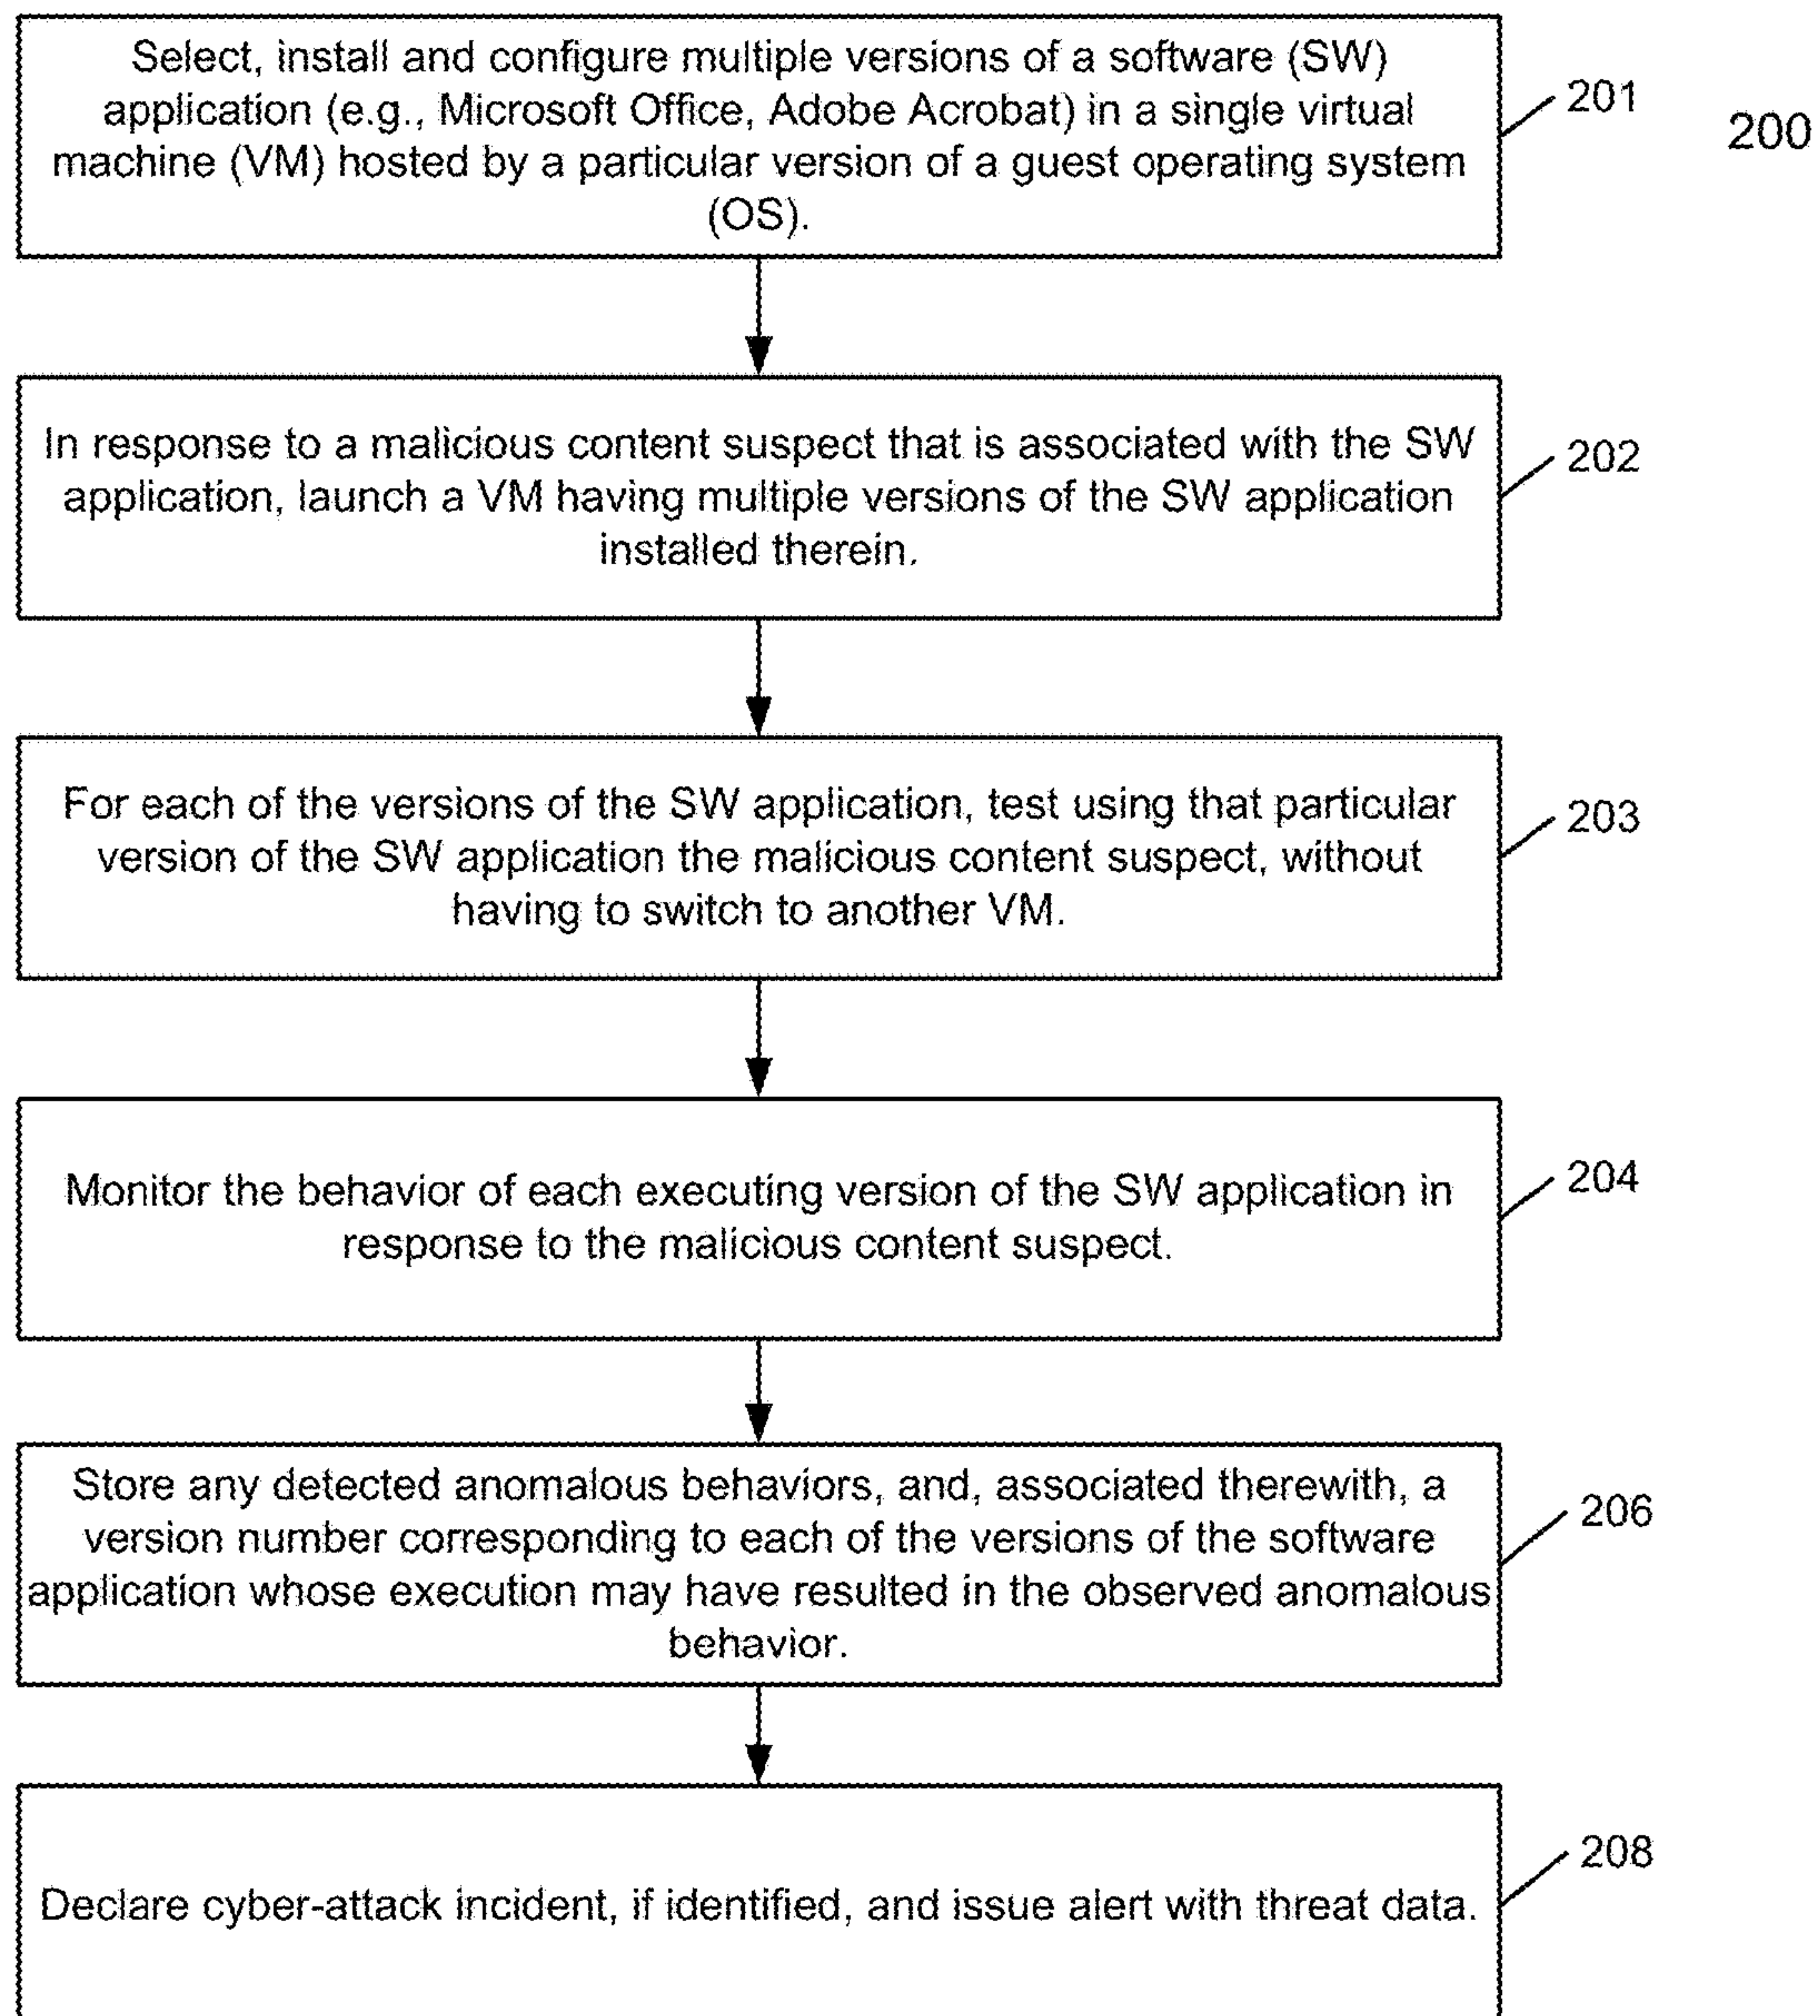 Select, install and configure multiple versions of a software (SW)
application (e.g., Microsoft Office, Adobe Acrobat) in a single virtual
machine (VM) hosted by a particular version of a guest operating system
(OS).
201
200
In response to a malicious content suspect that is associated with the SW
application, launch a VM having multiple versions of the SW application
installed therein.
202
For each of the versions of the SW application, test using that particular
version of the SW application the malicious content suspect, without
having to switch to another VM.
203
Monitor the behavior of each executing version of the SW application in
response to the malicious content suspect.
204
Store any detected anomalous behaviors, and, associated therewith, a
version number corresponding to each of the versions of the software
application whose execution may have resulted in the observed anomalous
behavior.
206
Declare cyber-attack incident, if identified, and issue alert with threat data.
208